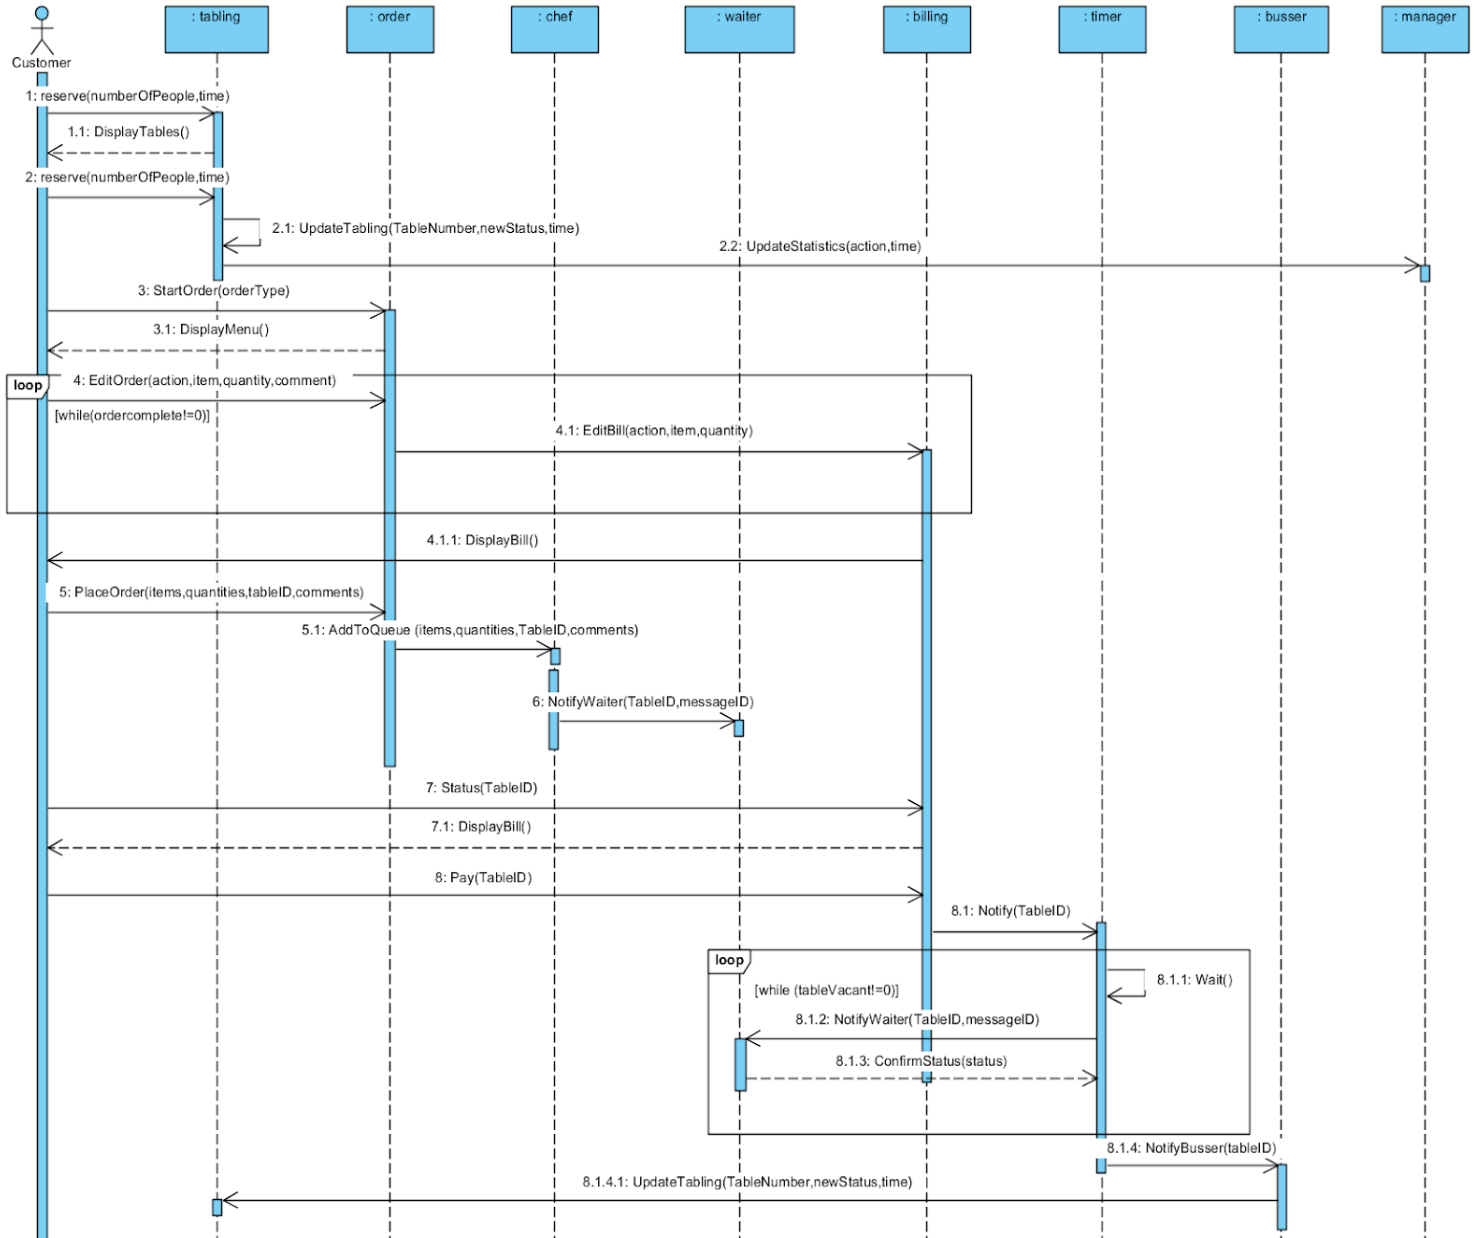 : tabling
: order
: chef
: waiter
: billing
: timer
: busser
: manager
Customer
1: reserve(numberOfPeople,time)
1.1: DisplayTables()
2: reserve(numberOfPeople,time)
2.1: UpdateTabling(TableNumber,newStatus,time)
2.2: UpdateStatistics(action,time)
3: StartOrder(orderType)
3.1: DisplayMenu()
loop
4: EditOrder(action,item,quantity,comment)
[while(ordercomplete!=0)]
4.1: EditBill(action,item,quantity)
4.1.1: DisplayBill()
5: PlaceOrder(items,quantities,tableID,comments)
5.1: AddToQueue (items,quantities,TableID,comments)
6: NotifyWaiter(TableID,messageID)
7: Status(TableID)
7.1: DisplayBill()
8: Pay(TableID)
8.1: Notify(TableID)
loop
8.1.1: Wait()
[while (tableVacant!=0)]
8.1.2: NotifyWaiter(TableID,messageID)
8.1.3: ConfirmStatus(status)
8.1.4: NotifyBusser(tableID)
8.1.4.1: UpdateTabling(TableNumber,newStatus,time)